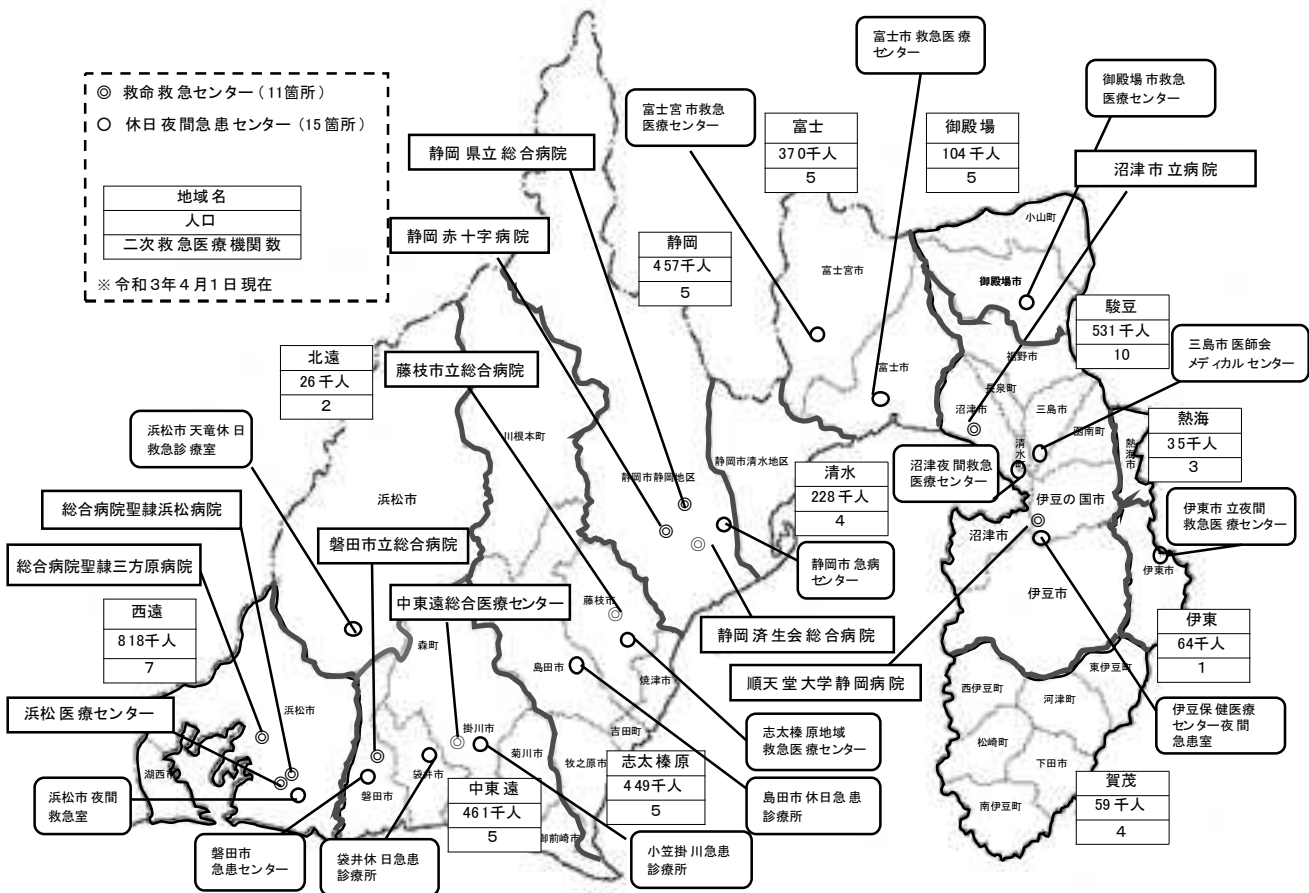 ◎ 救命救急センター(11箇所)
○ 休日夜間急患センター(15箇所)
地域名
人口
二次救急医療機関数
※令和3年4月1日現在
富士市救急医療
センター
御殿場市救急
医療センター
富士宮市救急
医療センター
富士
370千人
5
御殿場
104千人
5
静岡県立総合病院
沼津市立病院
静岡赤十字病院
静岡
457千人
5
小山町
富士宮市
御殿場市
駿豆
531千人
10
三島市医師会
メディカルセンター
北遠
26千人
2
藤枝市立総合病院
裾野市
富士市
長泉町
沼津市
三島市
函南町
清水町
熱海
35千人
3
熱海市
浜松市天竜休日
救急診療室
川根本町
静岡市静岡地区
静岡市清水地区
清水
228千人
4
沼津夜間救急
医療センター
伊豆の国市
伊東市立夜間
救急医療センター
浜松市
総合病院聖隷浜松病院
磐田市立総合病院
沼津市
伊東市
総合病院聖隷三方原病院
静岡市急病
センター
中東遠総合医療センター
藤枝市
伊豆市
西遠
818千人
7
静岡済生会総合病院
伊東
64千人
1
森町
島田市
焼津市
順天堂大学静岡病院
東伊豆町
西伊豆町
河津町
浜松医療センター
浜松市
掛川市
菊川市
吉田町
志太榛原地域
救急医療センター
伊豆保健医療
センター夜間
急患室
松崎町
湖西市
袋井市
磐田市
牧之原市
志太榛原
449千人
5
下田市
浜松市夜間
救急室
中東遠
461千人
5
島田市休日急患
診療所
賀茂
59千人
4
南伊豆町
御前崎市
磐田市
急患センター
袋井休日急患
診療所
小笠掛川急患
診療所